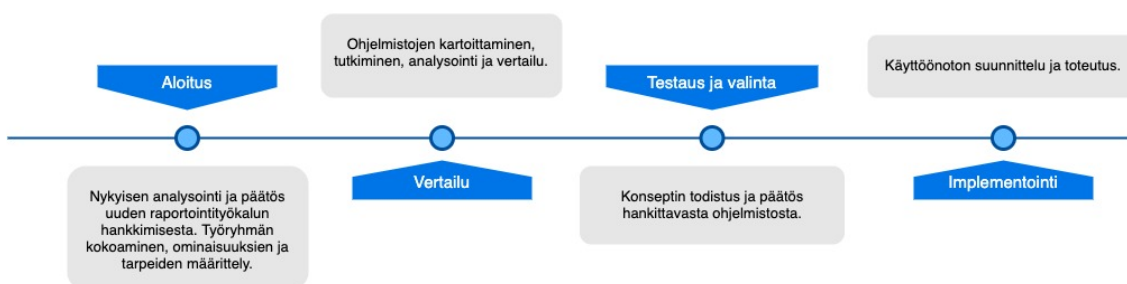 Aloitus
Nykyisen analysointi ja päätös
uuden raportointityökalun
hankkimisesta. Työryhmän
kokoaminen, ominaisuuksien ja
tarpeiden määrittely.
Ohjelmistojen kartoittaminen,
tutkiminen, analysointi ja vertailu.
Vertailu
Testaus ja valinta
Konseptin todistus ja päätös
hankittavasta ohjelmistosta.
Käyttöönoton suunnittelu ja toteutus.
Implementointi